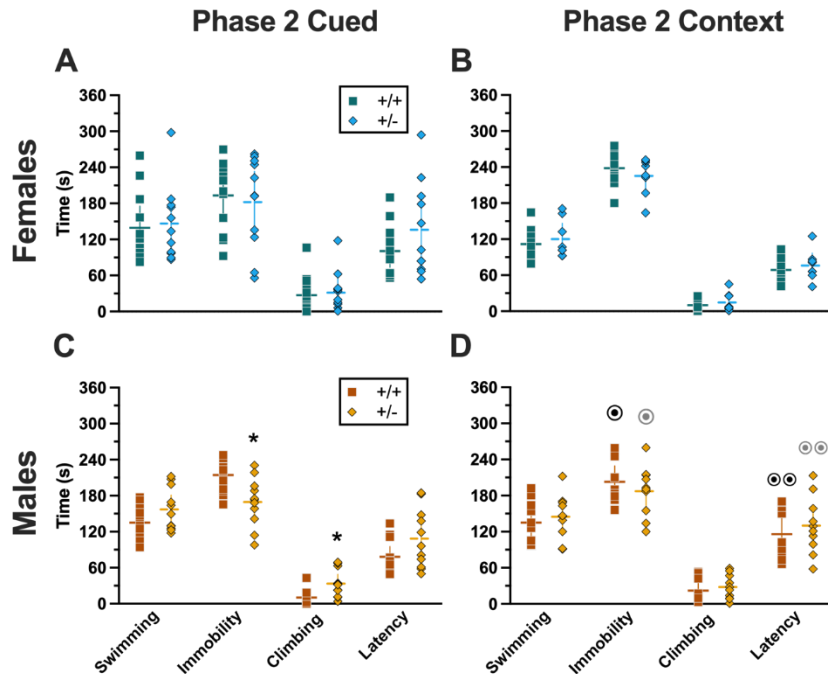 Phase 2 Cued
Phase 2 Context
Females
Males
A
B
Time (s)
360
300
240
180
120
60
0
+/+
+/-
360
300
240
180
120
60
0
C
D
Time (s)
360
300
240
180
120
60
0
+/+
+/-
*
*
360
300
240
180
120
60
0
Swimming
Immobility
Climbing
Latency
Swimming
Immobility
Climbing
Latency